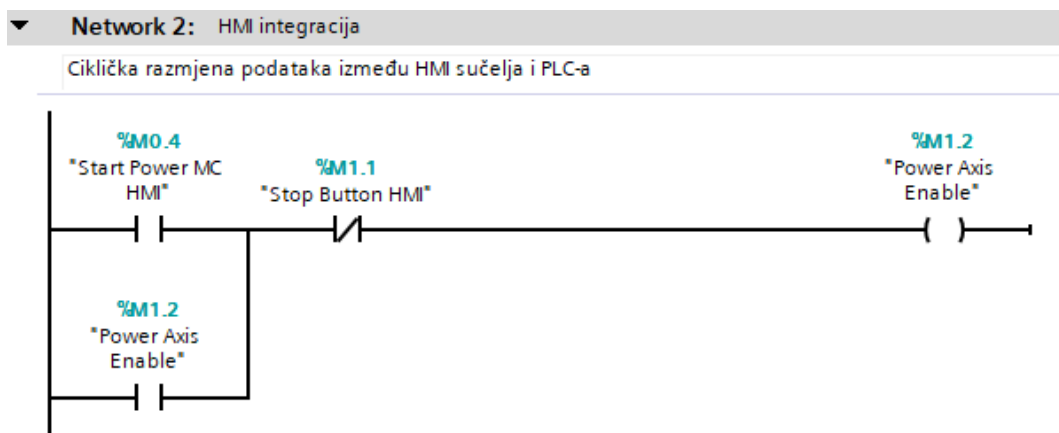 Network 2: HMI integracija
Ciklička razmjena podataka između HMI sučelja i PLC-a
%M0.4
"Start Power MC
HMI"
%M1.1
"Stop Button HMI"
%M1.2
"Power Axis
Enable"
%M1.2
"Power Axis
Enable"